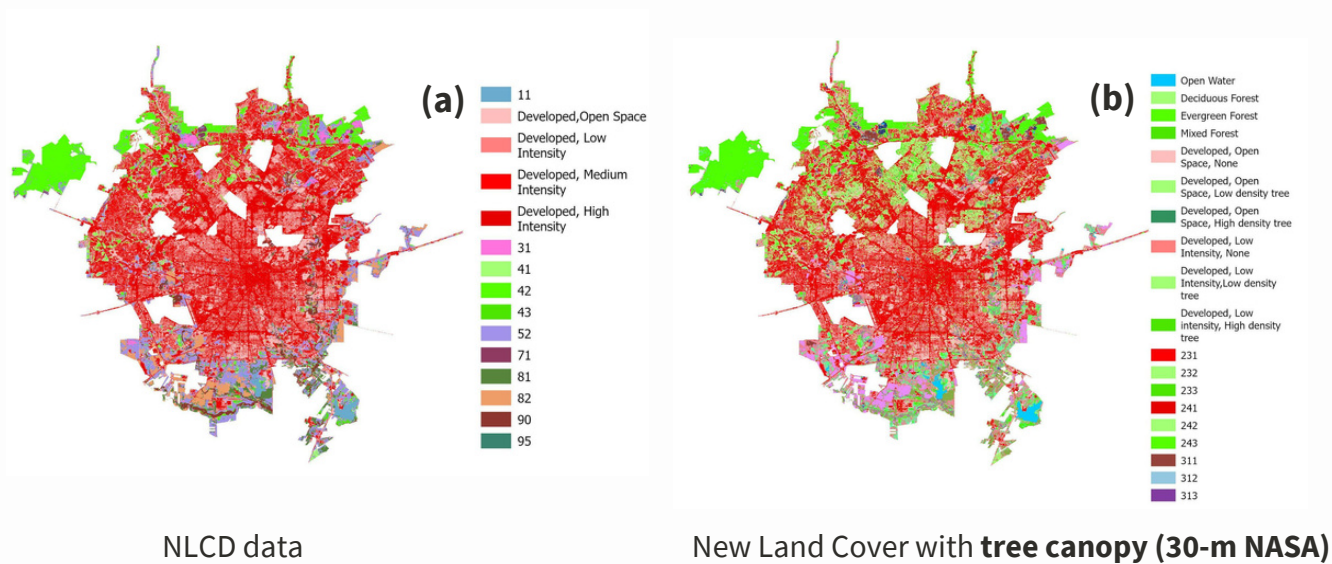 (a)
11
Developed,Open Space
Developed, Low
Intensity
Developed, Medium
Intensity
Developed, High
Intensity
31
41
42
43
52
71
81
82
90
95
(b)
Open Water
Deciduous Forest
Evergreen Forest
Mixed Forest
Developed, Open
Space, None
Developed, Open
Space, Low density tree
Developed, Open
Space, High density tree
Developed, Low
Intensity, None
Developed, Low
Intensity,Low density
tree
Developed, Low
intensity, High density
tree
231
232
233
241
242
243
311
312
313
NLCD data
New Land Cover with tree canopy (30-m NASA)